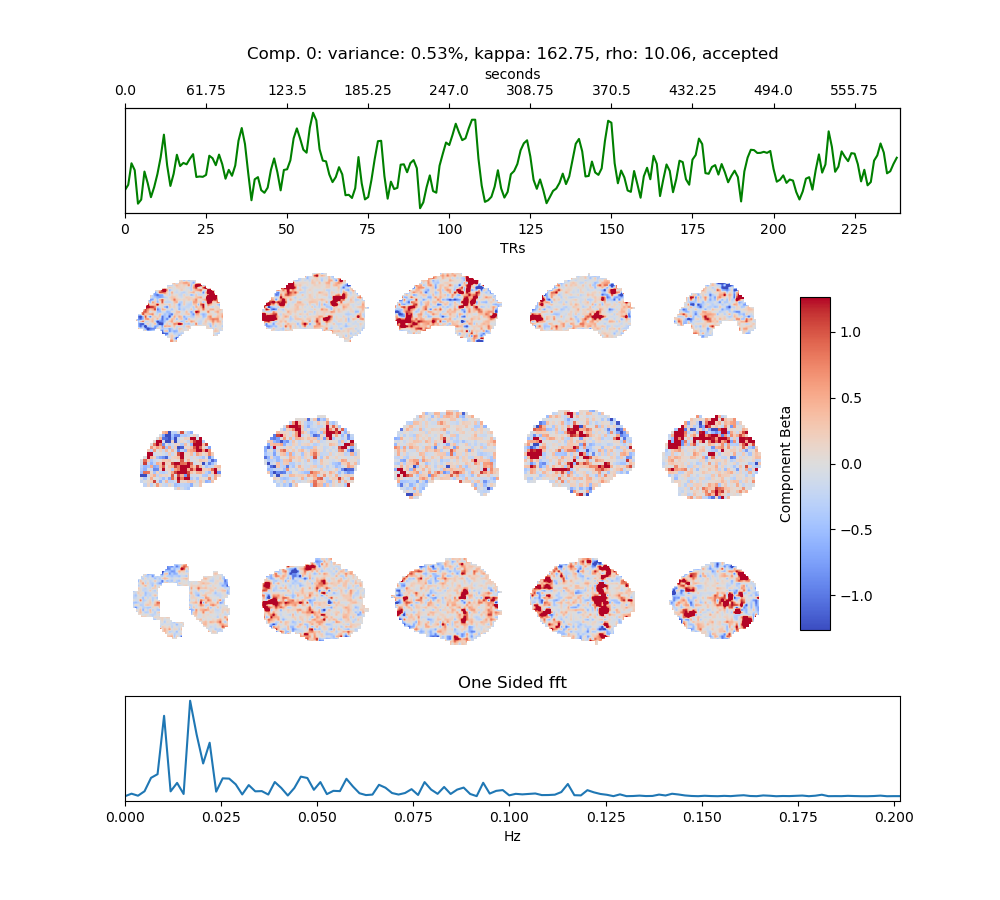 Comp. 0: variance: 0.53%, kappa: 162.75, rho: 10.06, accepted
seconds
0.0 61.75 123.5 185.25 247.0 308.75 370.5 432.25 494.0 555.75
0 25 50 75 100 125 150 175 200 225
TRs
1.0
0.5
0.0
−0.5
−1.0
Component Beta
One Sided fft
0.000 0.025 0.050 0.075 0.100 0.125 0.150 0.175 0.200
Hz